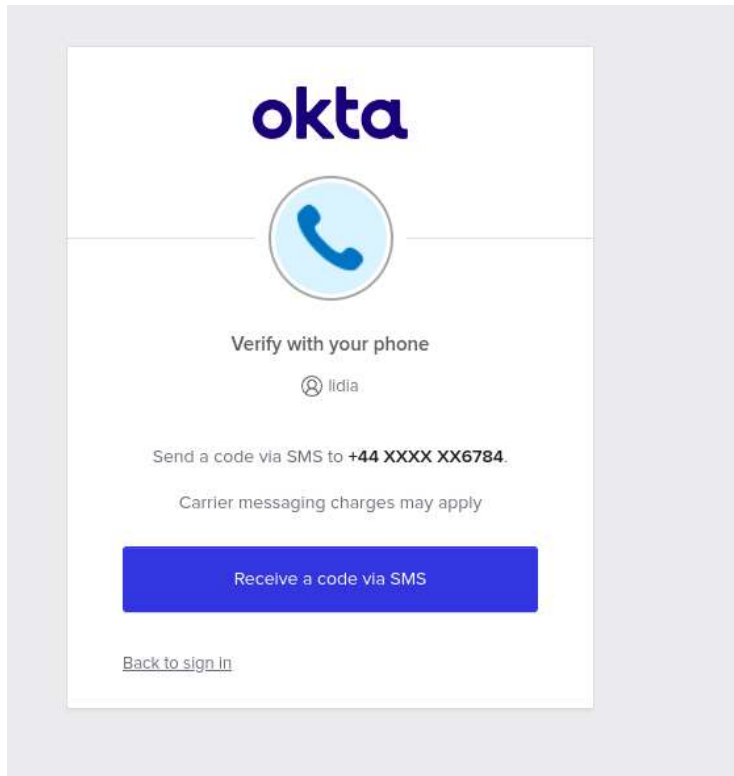 okta
Verify with your phone
lidia
Send a code via SMS to +44 XXXX XX6784.
Carrier messaging charges may apply
Receive a code via SMS
Back to sign in